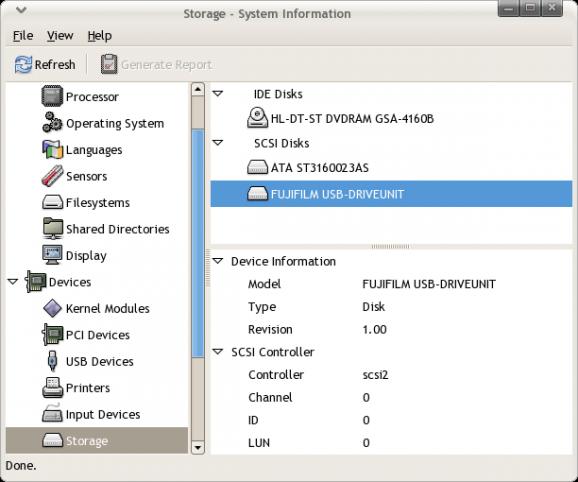 Storage - System Information
File View Help
Refresh Generate Report
Processor
Operating System
Languages
Sensors
Filesystems
Shared Directories
Display
Devices
Kernel Modules
PCI Devices
USB Devices
Printers
Input Devices
Storage
IDE Disks
HL-DT-ST DVDRAM GSA-4160B
SCSI Disks
ATA ST3160023AS
FUJIFILM USB-DRIVEUNIT
Device Information
Model FUJIFILM USB-DRIVEUNIT
Type Disk
Revision 1.00
SCSI Controller
Controller scsi2
Channel 0
ID 0
LUN 0
Done.